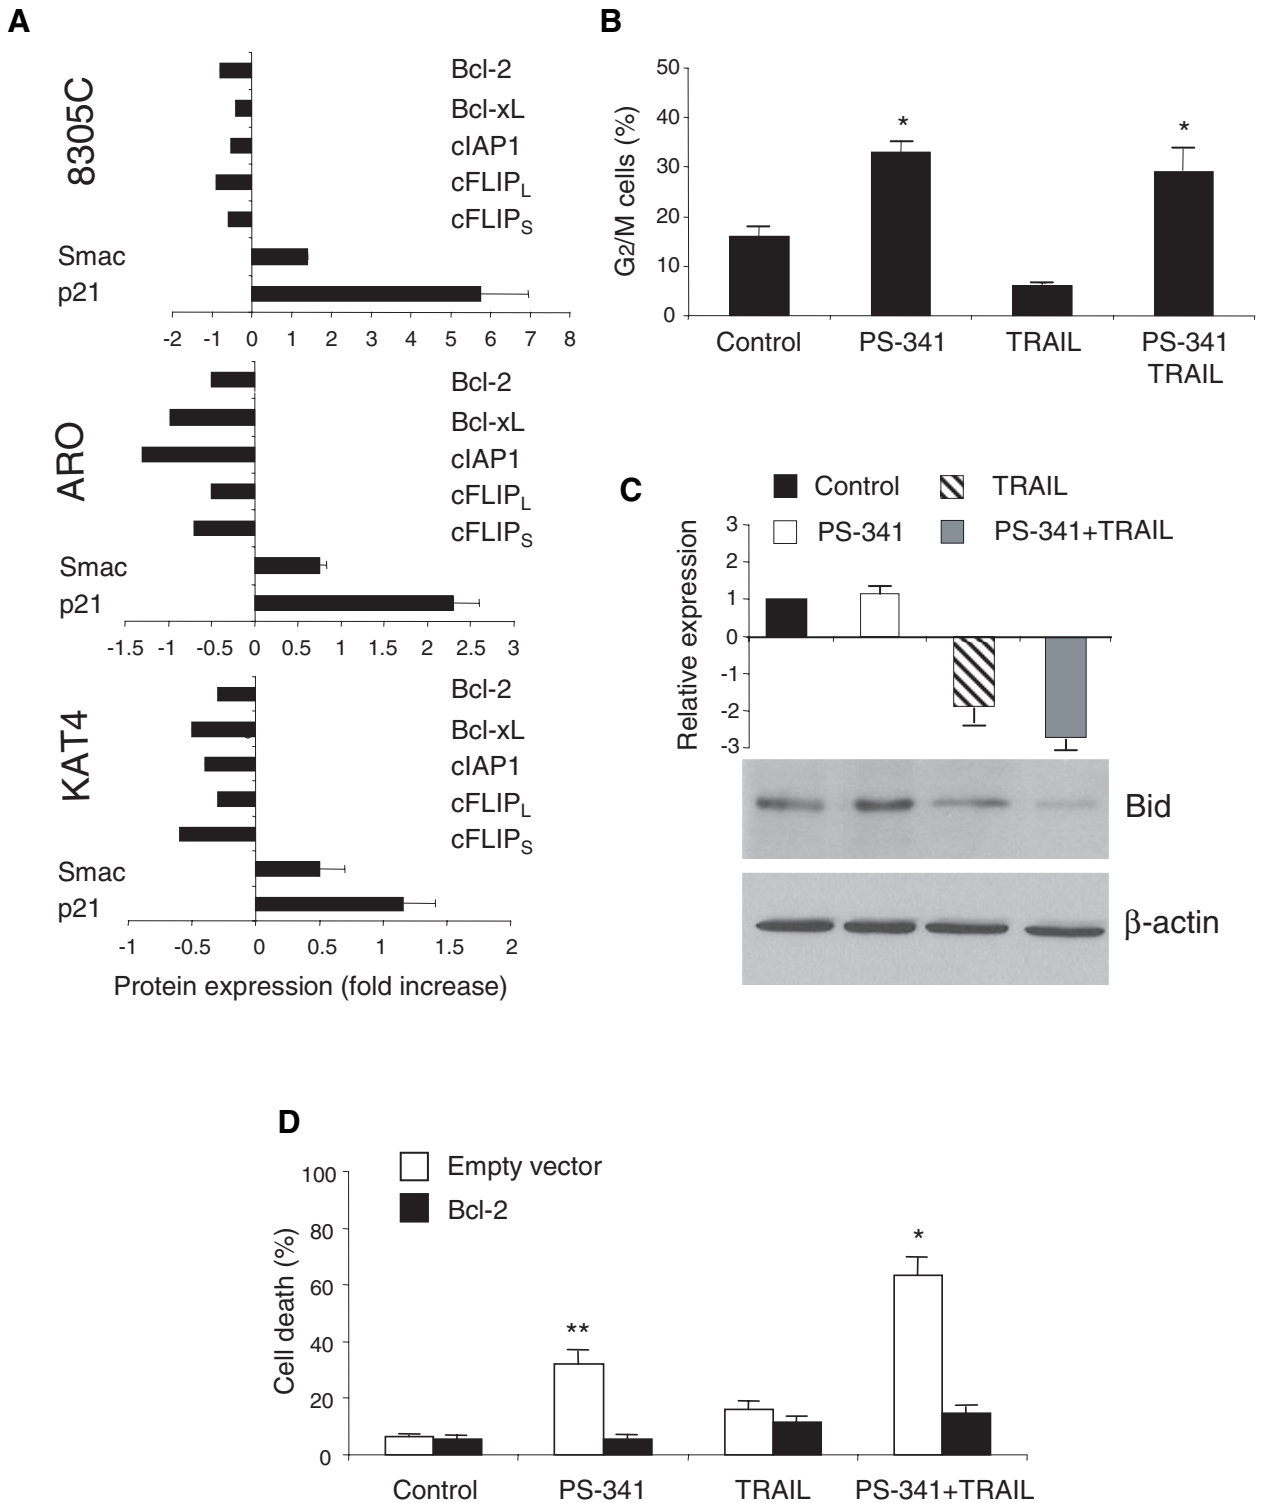 A
8305C
Bcl-2
Bcl-xL
cIAP1
cFLIPL
cFLIPS
Smac
p21
-2 -1 0 1 2 3 4 5 6 7 8
ARO
Bcl-2
Bcl-xL
cIAP1
cFLIPL
cFLIPS
Smac
p21
-1.5 -1 -0.5 0 0.5 1 1.5 2 2.5 3
KAT4
Bcl-2
Bcl-xL
cIAP1
cFLIPL
cFLIPS
Smac
p21
-1 -0.5 0 0.5 1 1.5 2
Protein expression (fold increase)
B
G2/M cells (%)
50
40
30
20
10
0
* *
Control PS-341 TRAIL PS-341
TRAIL
C
Control TRAIL
PS-341 PS-341+TRAIL
Relative expression
3
2
1
0
-1
-2
-3
Bid
β-actin
D
Empty vector
Bcl-2
Cell death (%)
100
80
60
40
20
0
** *
Control PS-341 TRAIL PS-341+TRAIL